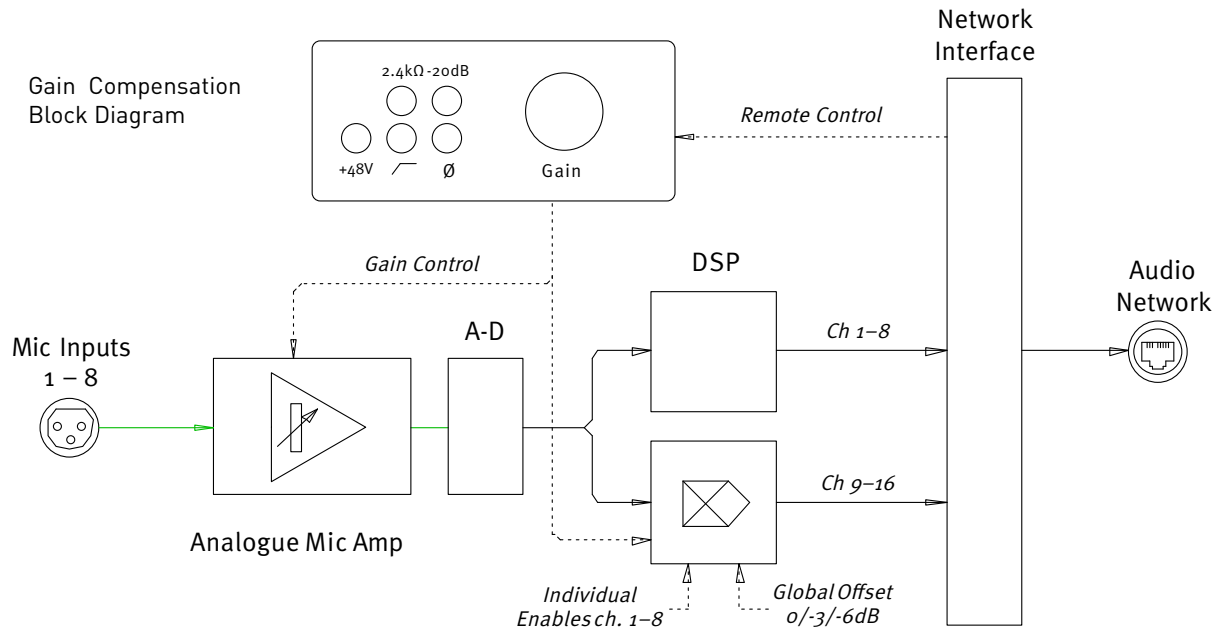 Network
Interface
Gain Compensation
Block Diagram
2.4kΩ -20dB
+48V
Ø
Gain
Remote Control
Gain Control
DSP
Audio
Network
A-D
Mic Inputs
1 – 8
Ch 1–8
Ch 9–16
Analogue Mic Amp
Individual
Enables ch. 1–8
Global Offset
0/-3/-6dB